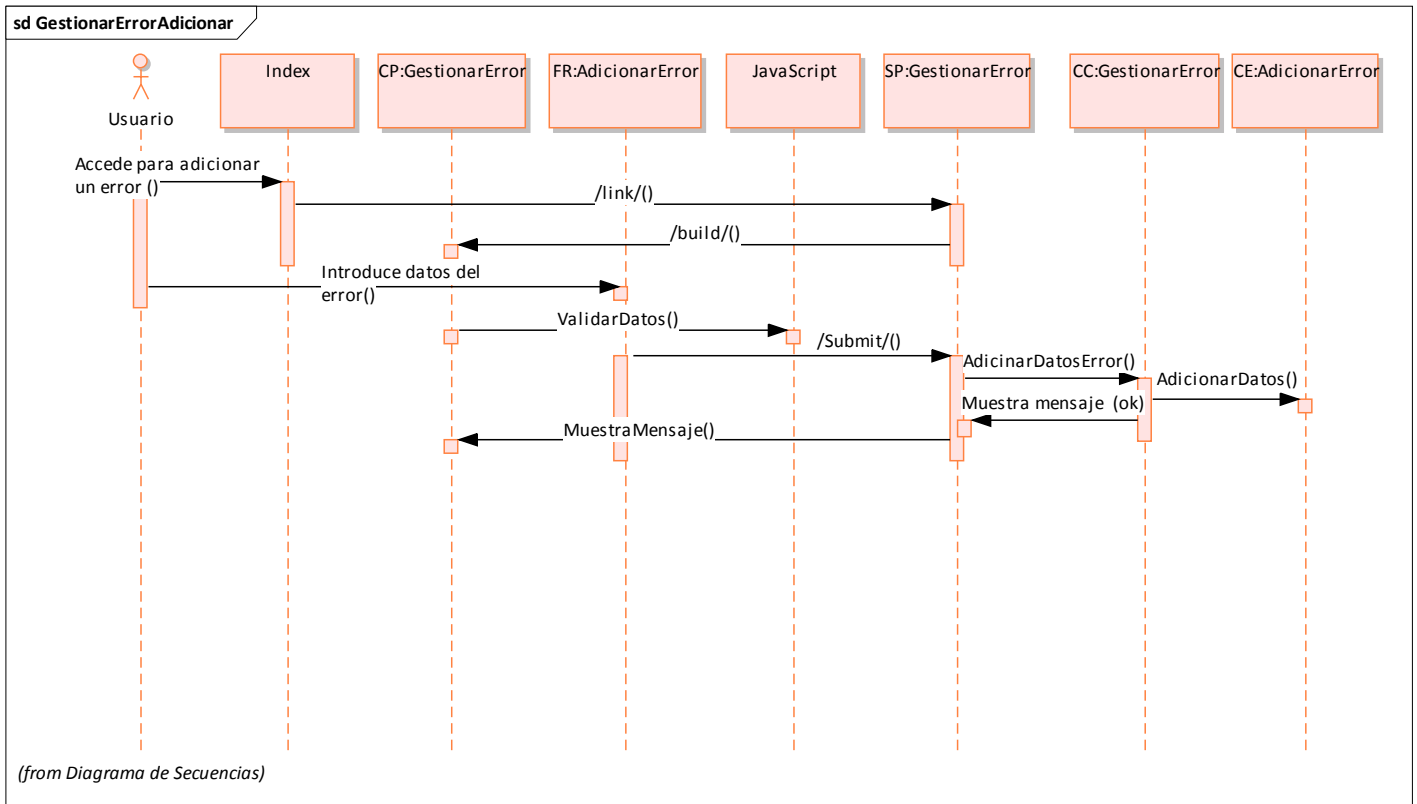 sd GestionarErrorAdicionar
Usuario
Index
CP:GestionarError
FR:AdicionarError
JavaScript
SP:GestionarError
CC:GestionarError
CE:AdicionarError
Accede para adicionar
un error ()
/link/()
/build/()
Introduce datos del
error()
ValidarDatos()
/Submit/()
AdicinarDatosError()
AdicionarDatos()
Muestra mensaje (ok)
MuestraMensaje()
(from Diagrama de Secuencias)